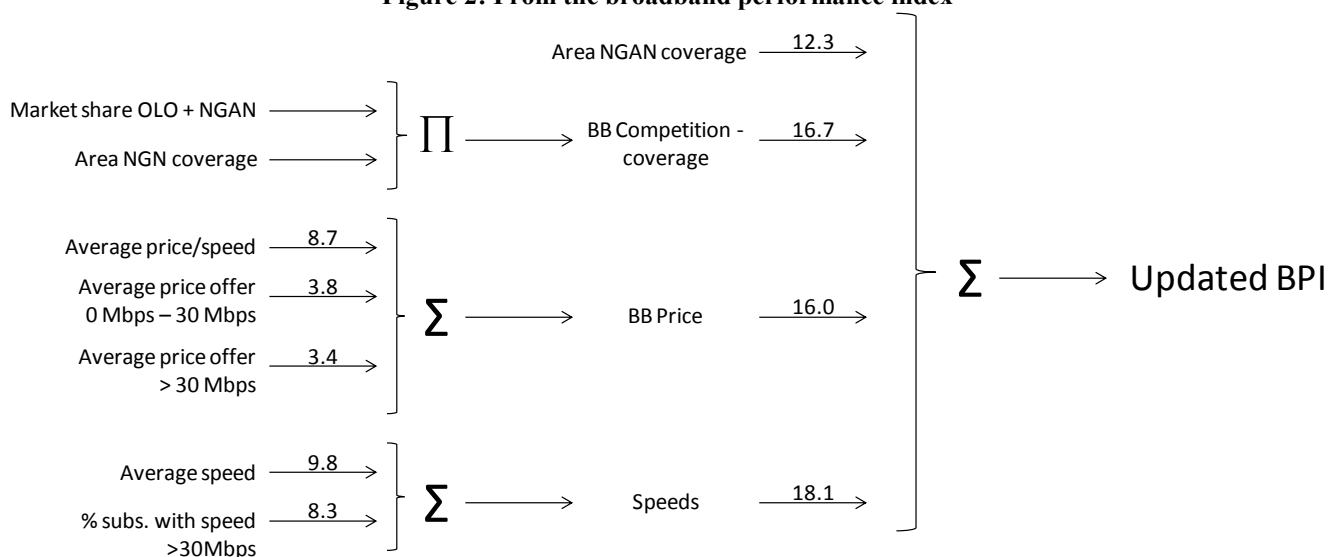 Figure 2: From the broadband performance index
Area NGAN coverage
12.3
Market share OLO + NGAN
Area NGN coverage
∏
BB Competition -
coverage
16.7
Average price/speed
8.7
Average price offer
0 Mbps – 30 Mbps
3.8
Average price offer
> 30 Mbps
3.4
Σ
BB Price
16.0
Average speed
9.8
% subs. with speed
>30Mbps
8.3
Σ
Speeds
18.1
Σ
Updated BPI